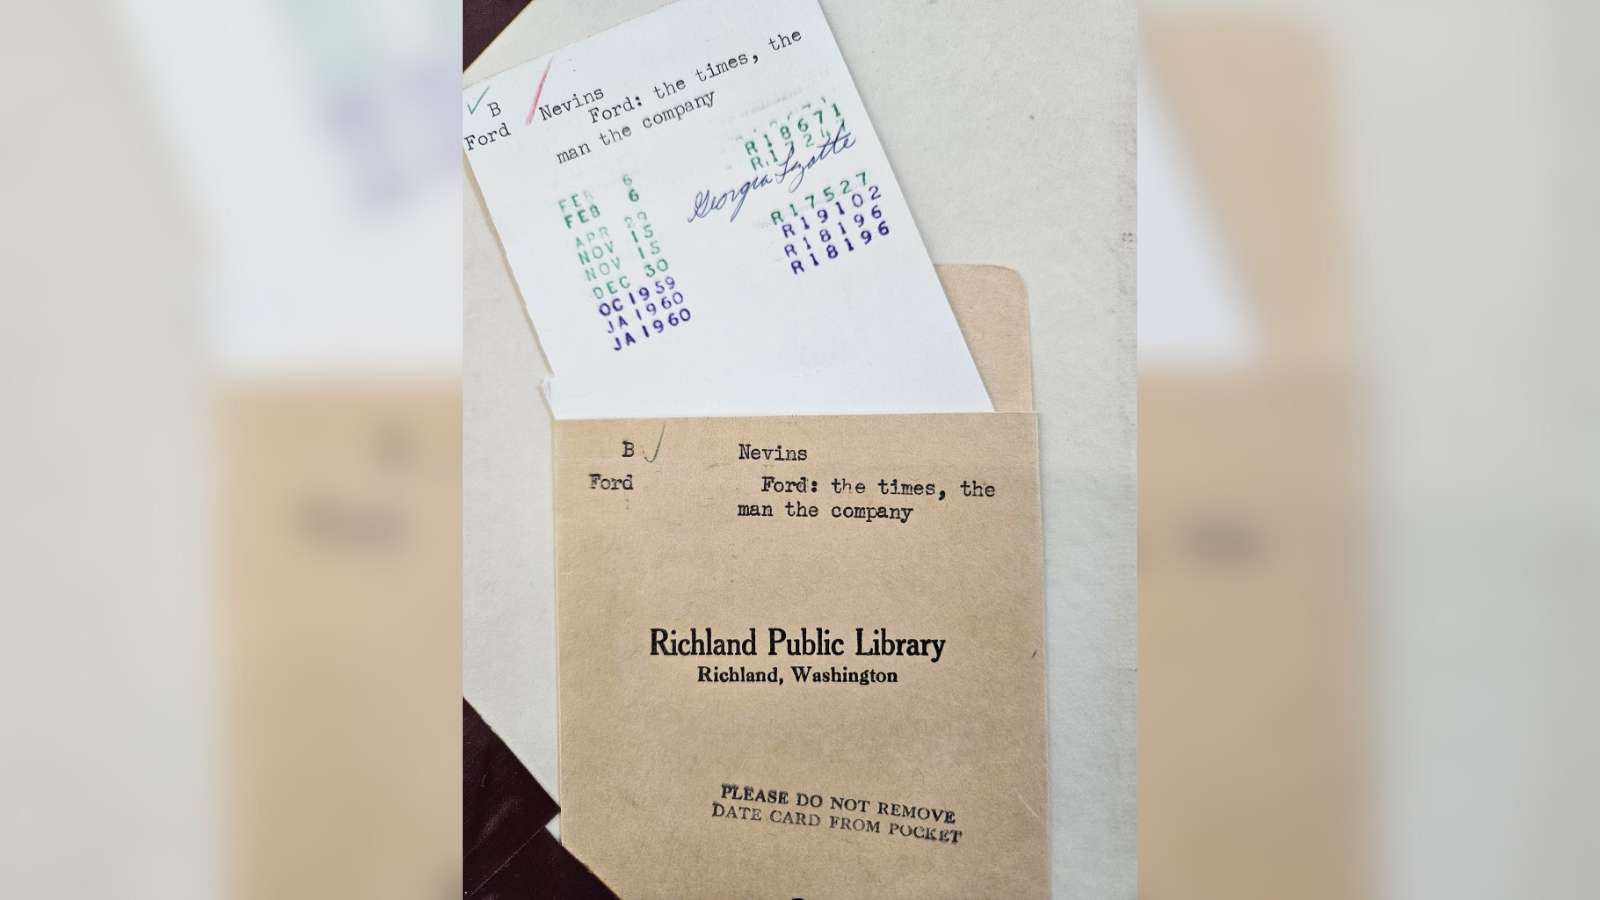 B
Ford
Nevins
Ford: the times, the
man the company
R18671
Georgia Lizotte
FEB 6
FEB 6
APR 29
NOV 15
NOV 15
DEC 30
OC 1959
JA 1960
JA 1960
R17527
R19102
R18196
R18196
B
Ford
Nevins
Ford: the times, the
man the company
Richland Public Library
Richland, Washington
PLEASE DO NOT REMOVE
DATE CARD FROM POCKET